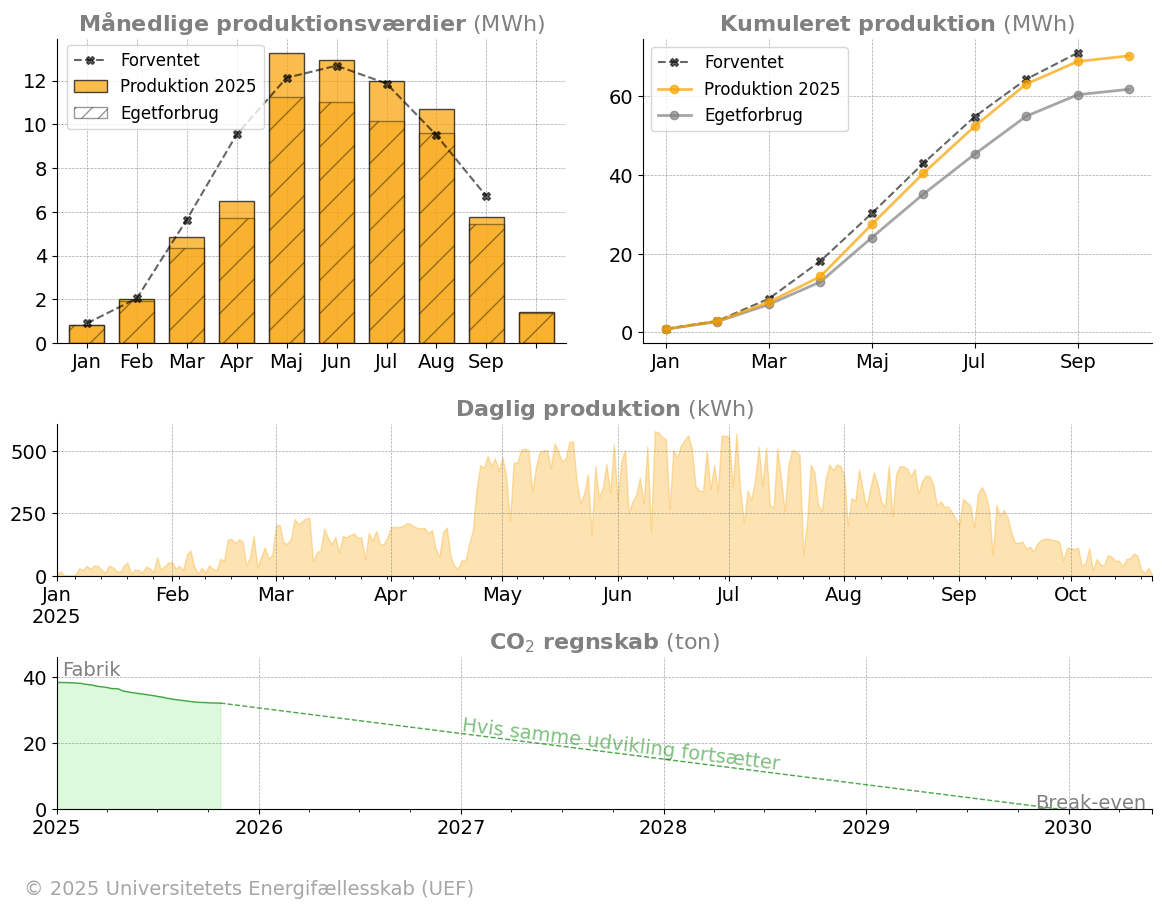 Månedlige produktionsværdier (MWh)
Forventet
Produktion 2025
Egetforbrug
12
10
8
6
4
2
0
Jan Feb Mar Apr Maj Jun Jul Aug Sep
Kumuleret produktion (MWh)
Forventet
Produktion 2025
Egetforbrug
60
40
20
0
Jan Mar Maj Jul Sep
Daglig produktion (kWh)
500
250
0
Jan Feb Mar Apr May Jun Jul Aug Sep Oct
2025
CO₂ regnskab (ton)
Fabrik
40
20
0
Hvis samme udvikling fortsætter
Break-even
2025 2026 2027 2028 2029 2030
© 2025 Universitetets Energifællesskab (UEF)